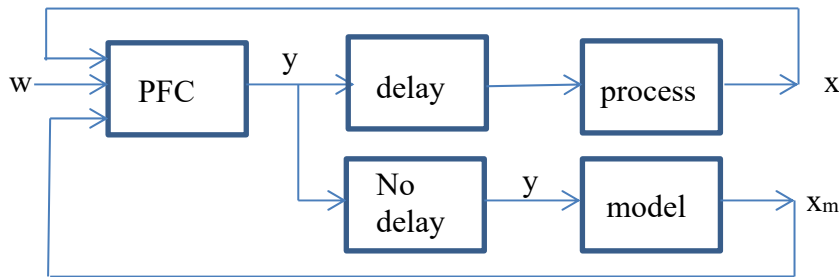 y
w
PFC
delay
process
x
No
delay
y
model
xm